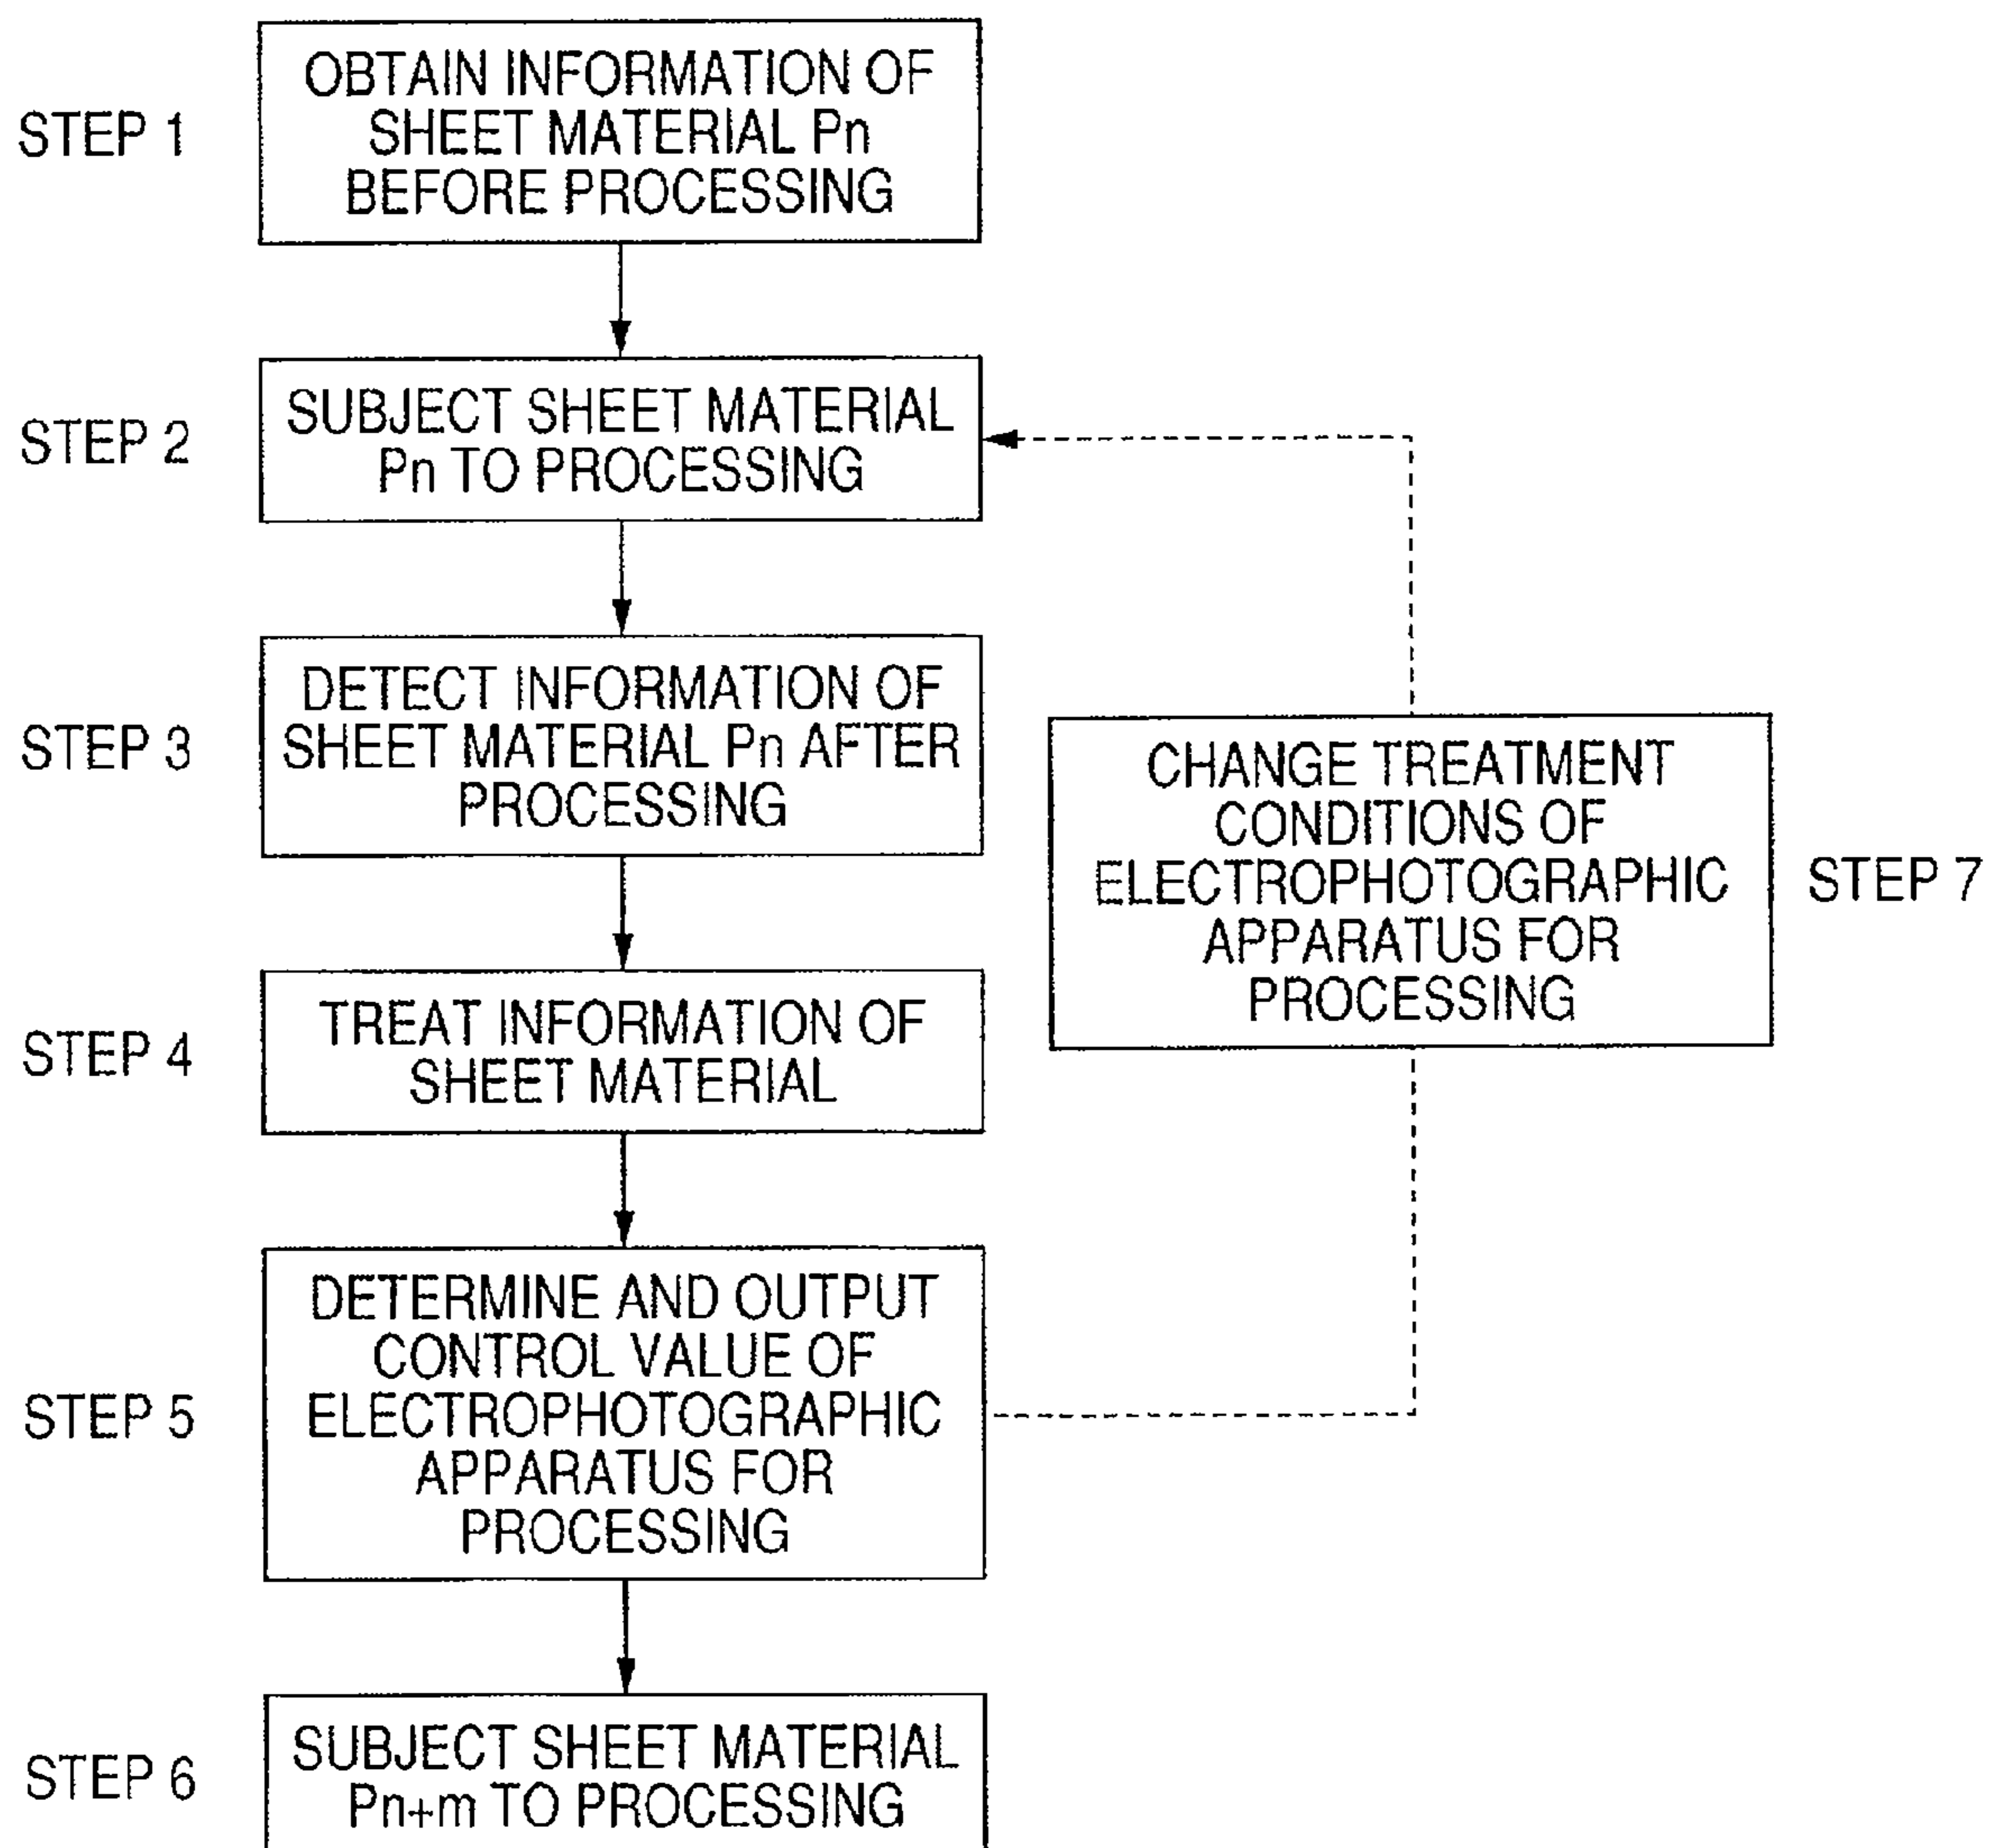 STEP 1
OBTAIN INFORMATION OF
SHEET MATERIAL Pn
BEFORE PROCESSING
STEP 2
SUBJECT SHEET MATERIAL
Pn TO PROCESSING
STEP 3
DETECT INFORMATION OF
SHEET MATERIAL Pn AFTER
PROCESSING
STEP 4
TREAT INFORMATION OF
SHEET MATERIAL
STEP 5
DETERMINE AND OUTPUT
CONTROL VALUE OF
ELECTROPHOTOGRAPHIC
APPARATUS FOR
PROCESSING
STEP 6
SUBJECT SHEET MATERIAL
Pn+m TO PROCESSING
CHANGE TREATMENT
CONDITIONS OF
ELECTROPHOTOGRAPHIC
APPARATUS FOR
PROCESSING
STEP 7